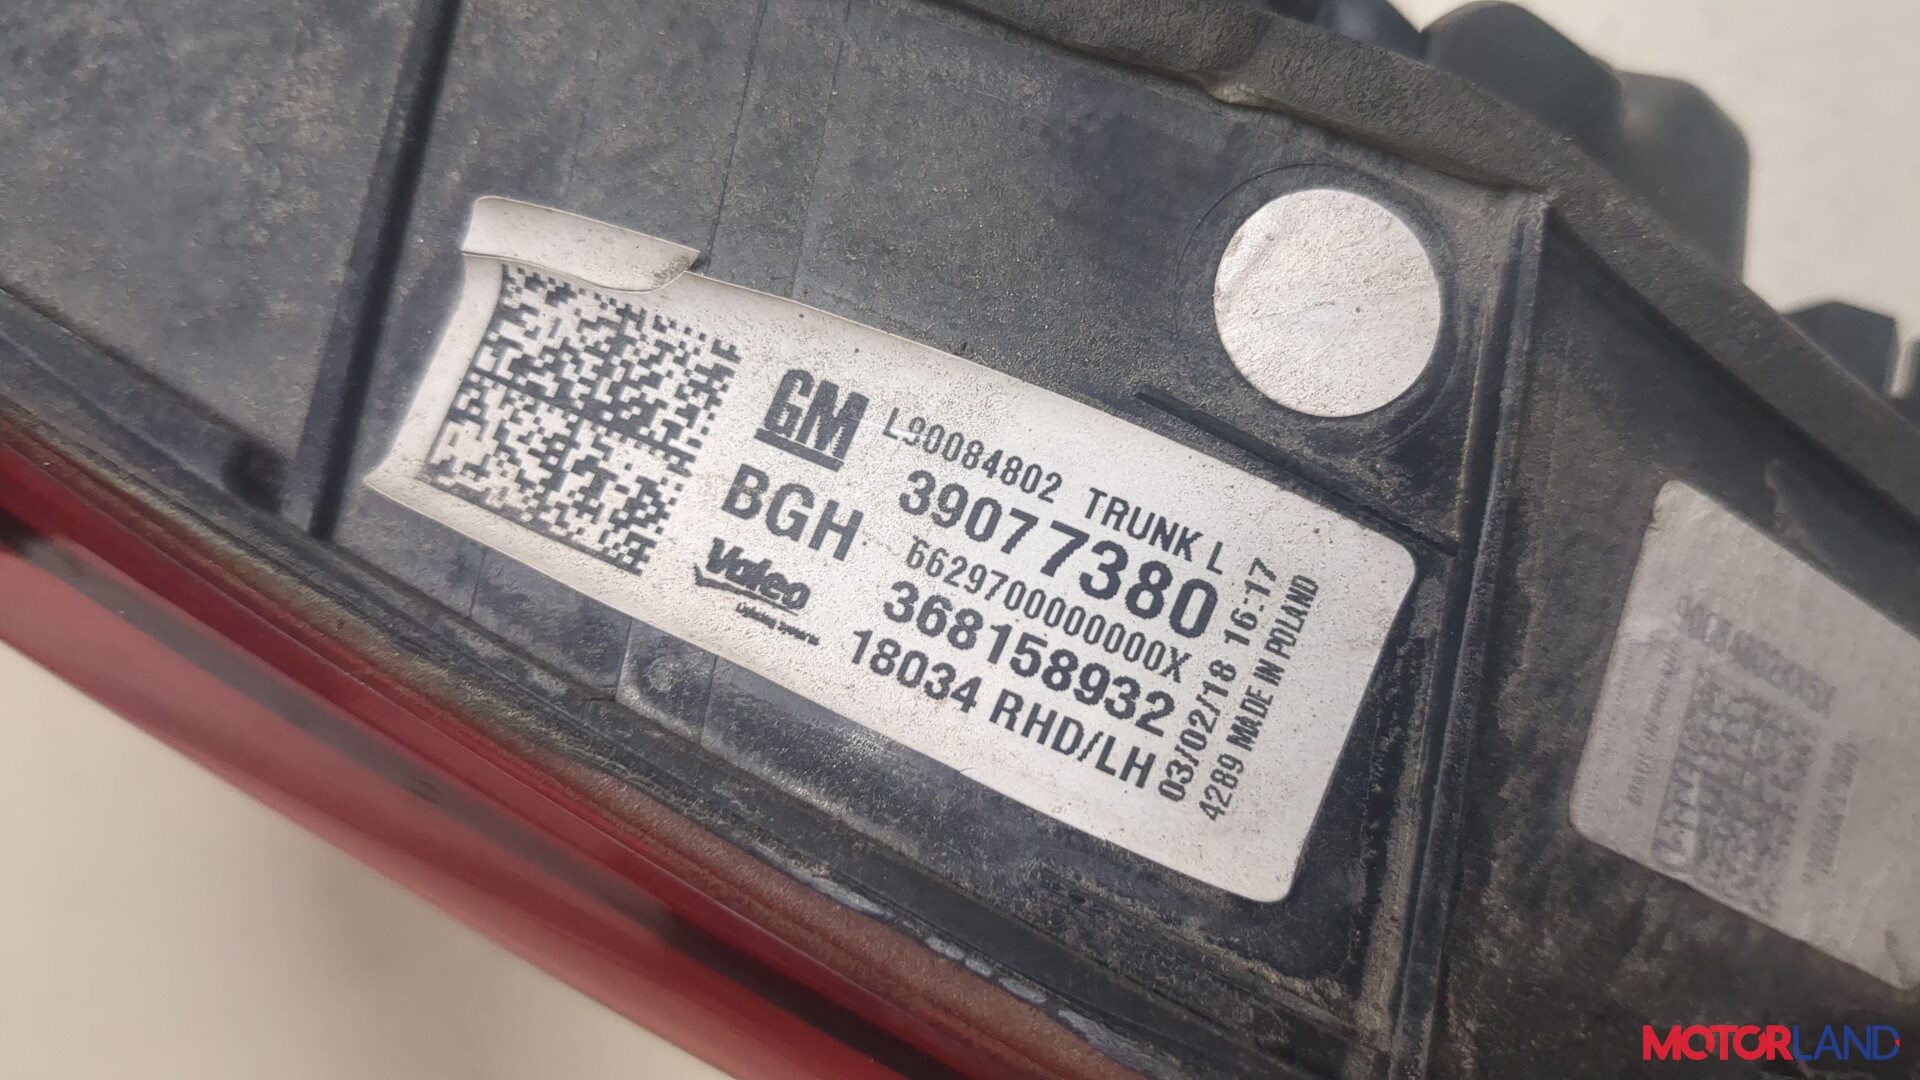 GM L90084802 TRUNK L
BGH 39077380
662970000000000X
Valeo 368158932
18034 RHD/LH
03/02/18 16:17
4289 MADE IN POLAND
MOTORLAND